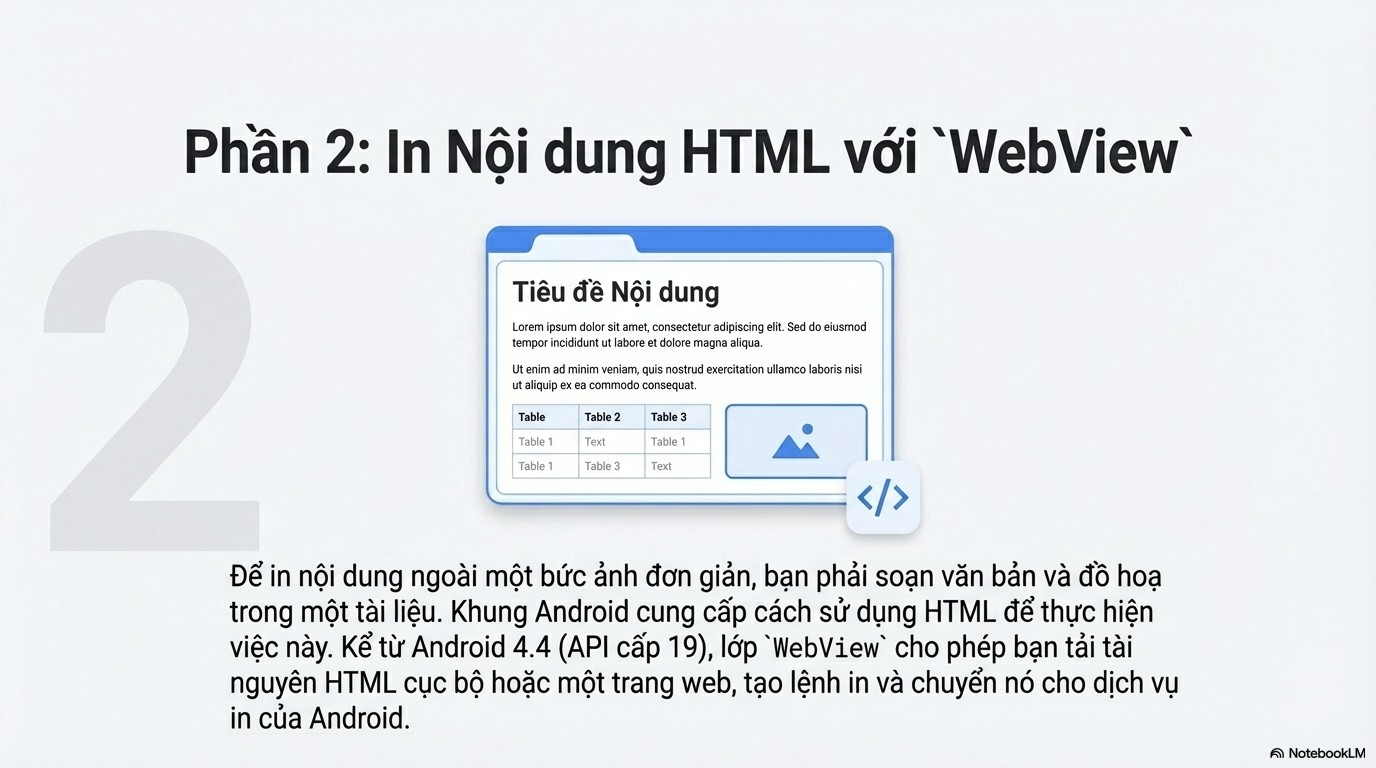 Phần 2: In Nội dung HTML với `WebView`
2
Tiêu đề Nội dung
Lorem ipsum dolor sit amet, consectetur adipiscing elit. Sed do eiusmod
tempor incididunt ut labore et dolore magna aliqua.
Ut enim ad minim veniam, quis nostrud exercitation ullamco laboris nisi
ut aliquip ex ea commodo consequat.
Table Table 2 Table 3
Table 1 Text Table 1
Table 1 Table 3 Text
</>
Để in nội dung ngoài một bức ảnh đơn giản, bạn phải soạn văn bản và đồ hoạ
trong một tài liệu. Khung Android cung cấp cách sử dụng HTML để thực hiện
việc này. Kể từ Android 4.4 (API cấp 19), lớp `WebView` cho phép bạn tải tài
nguyên HTML cục bộ hoặc một trang web, tạo lệnh in và chuyển nó cho dịch vụ
in của Android.
NotebookLM